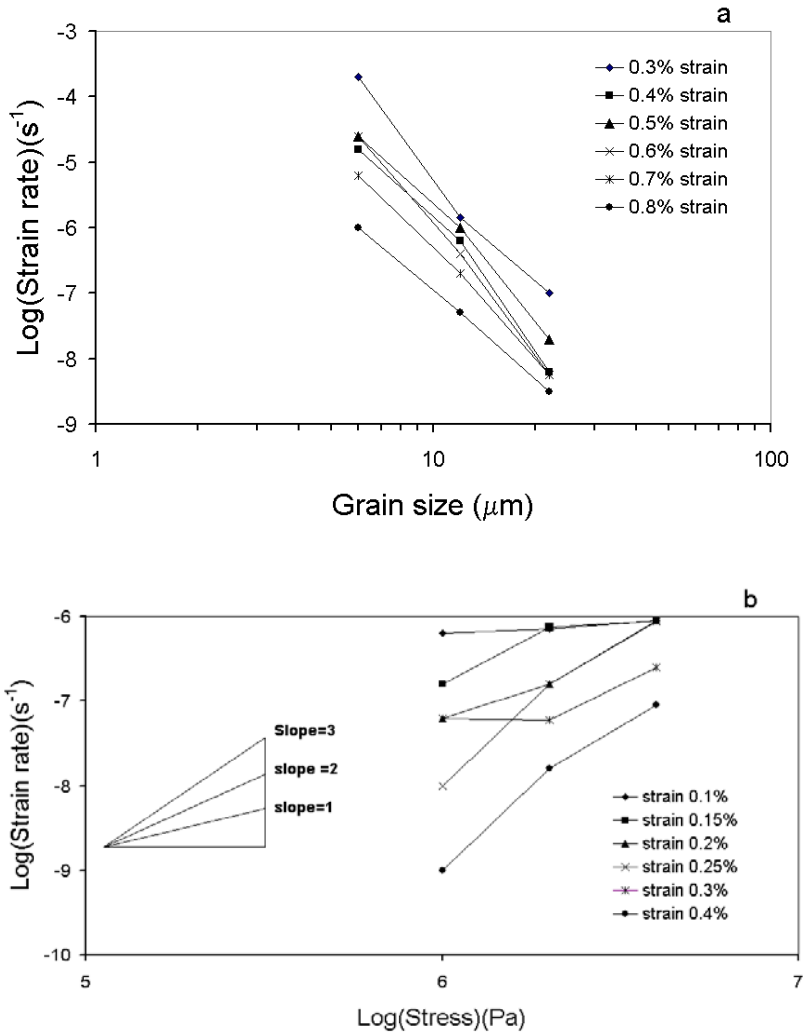 a
-3
-4
-5
-6
-7
-8
-9
Log(Strain rate)(s-1)
0.3% strain
0.4% strain
0.5% strain
0.6% strain
0.7% strain
0.8% strain
1
10
100
Grain size (μm)
b
-6
-7
-8
-9
-10
Log(Strain rate)(s-1)
Slope=3
slope =2
slope=1
strain 0.1%
strain 0.15%
strain 0.2%
strain 0.25%
strain 0.3%
strain 0.4%
5
6
7
Log(Stress)(Pa)